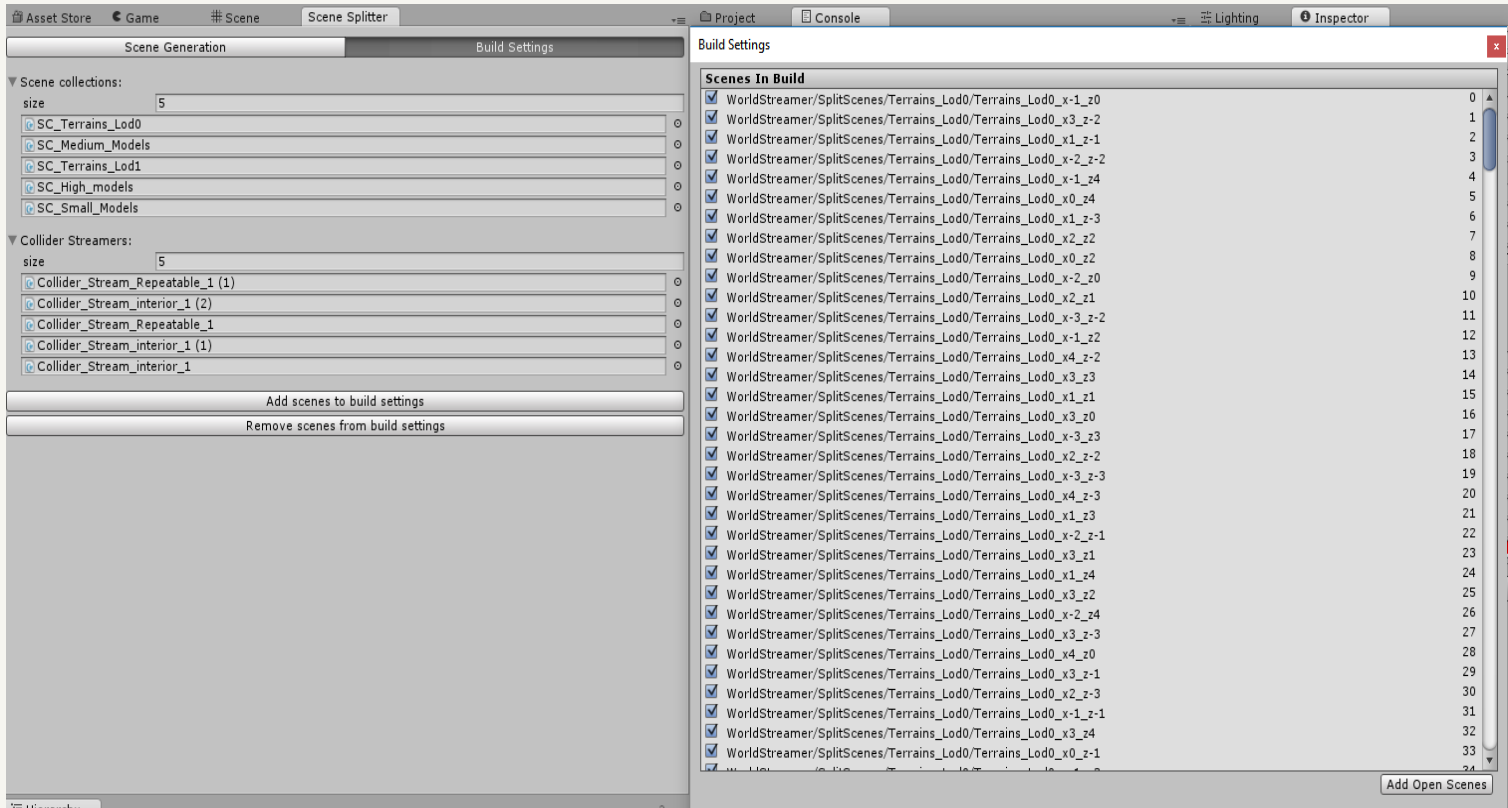 Asset Store Game Scene Scene Splitter
Scene Generation Build Settings
Scene collections:
size 5
SC_Terrains_Lod0
SC_Medium_Models
SC_Terrains_Lod1
SC_High_models
SC_Small_Models
Collider Streamers:
size 5
Collider_Stream_Repeatable_1 (1)
Collider_Stream_interior_1 (2)
Collider_Stream_Repeatable_1
Collider_Stream_interior_1 (1)
Collider_Stream_interior_1
Add scenes to build settings
Remove scenes from build settings
Hierarchy
Project Console Lighting Inspector
Build Settings x
Scenes In Build
WorldStreamer/SplitScenes/Terrains_Lod0/Terrains_Lod0_x-1_z0 0
WorldStreamer/SplitScenes/Terrains_Lod0/Terrains_Lod0_x3_z-2 1
WorldStreamer/SplitScenes/Terrains_Lod0/Terrains_Lod0_x1_z-1 2
WorldStreamer/SplitScenes/Terrains_Lod0/Terrains_Lod0_x-2_z-2 3
WorldStreamer/SplitScenes/Terrains_Lod0/Terrains_Lod0_x-1_z4 4
WorldStreamer/SplitScenes/Terrains_Lod0/Terrains_Lod0_x0_z4 5
WorldStreamer/SplitScenes/Terrains_Lod0/Terrains_Lod0_x1_z-3 6
WorldStreamer/SplitScenes/Terrains_Lod0/Terrains_Lod0_x2_z2 7
WorldStreamer/SplitScenes/Terrains_Lod0/Terrains_Lod0_x0_z2 8
WorldStreamer/SplitScenes/Terrains_Lod0/Terrains_Lod0_x-2_z0 9
WorldStreamer/SplitScenes/Terrains_Lod0/Terrains_Lod0_x2_z1 10
WorldStreamer/SplitScenes/Terrains_Lod0/Terrains_Lod0_x-3_z-2 11
WorldStreamer/SplitScenes/Terrains_Lod0/Terrains_Lod0_x-1_z2 12
WorldStreamer/SplitScenes/Terrains_Lod0/Terrains_Lod0_x4_z-2 13
WorldStreamer/SplitScenes/Terrains_Lod0/Terrains_Lod0_x3_z3 14
WorldStreamer/SplitScenes/Terrains_Lod0/Terrains_Lod0_x1_z1 15
WorldStreamer/SplitScenes/Terrains_Lod0/Terrains_Lod0_x3_z0 16
WorldStreamer/SplitScenes/Terrains_Lod0/Terrains_Lod0_x-3_z3 17
WorldStreamer/SplitScenes/Terrains_Lod0/Terrains_Lod0_x2_z-2 18
WorldStreamer/SplitScenes/Terrains_Lod0/Terrains_Lod0_x-3_z-3 19
WorldStreamer/SplitScenes/Terrains_Lod0/Terrains_Lod0_x4_z-3 20
WorldStreamer/SplitScenes/Terrains_Lod0/Terrains_Lod0_x1_z3 21
WorldStreamer/SplitScenes/Terrains_Lod0/Terrains_Lod0_x-2_z-1 22
WorldStreamer/SplitScenes/Terrains_Lod0/Terrains_Lod0_x3_z1 23
WorldStreamer/SplitScenes/Terrains_Lod0/Terrains_Lod0_x1_z4 24
WorldStreamer/SplitScenes/Terrains_Lod0/Terrains_Lod0_x3_z2 25
WorldStreamer/SplitScenes/Terrains_Lod0/Terrains_Lod0_x-2_z4 26
WorldStreamer/SplitScenes/Terrains_Lod0/Terrains_Lod0_x3_z-3 27
WorldStreamer/SplitScenes/Terrains_Lod0/Terrains_Lod0_x4_z0 28
WorldStreamer/SplitScenes/Terrains_Lod0/Terrains_Lod0_x3_z-1 29
WorldStreamer/SplitScenes/Terrains_Lod0/Terrains_Lod0_x2_z-3 30
WorldStreamer/SplitScenes/Terrains_Lod0/Terrains_Lod0_x-1_z-1 31
WorldStreamer/SplitScenes/Terrains_Lod0/Terrains_Lod0_x3_z4 32
WorldStreamer/SplitScenes/Terrains_Lod0/Terrains_Lod0_x0_z-1 33
Add Open Scenes